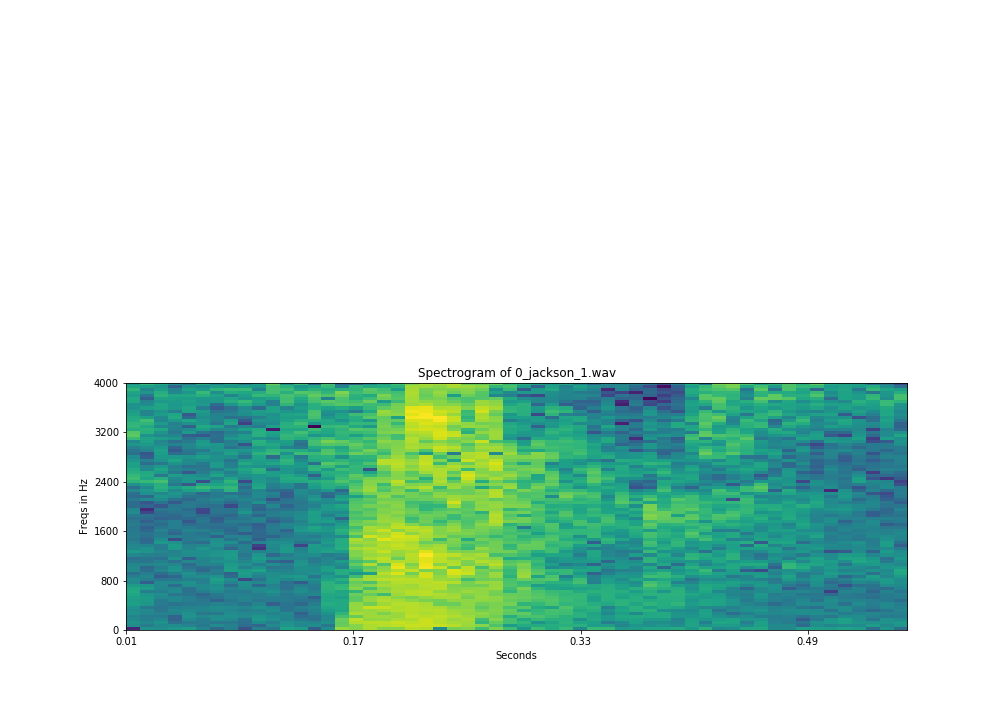 Spectrogram of 0_jackson_1.wav
4000
3200
2400
1600
800
0
Freqs in Hz
0.01 0.17 0.33 0.49
Seconds